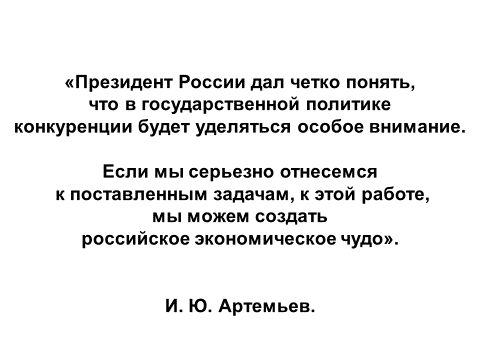 «Президент России дал четко понять,
что в государственной политике
конкуренции будет уделяться особое внимание.
Если мы серьезно отнесемся
к поставленным задачам, к этой работе,
мы можем создать
российское экономическое чудо».
И. Ю. Артемьев.